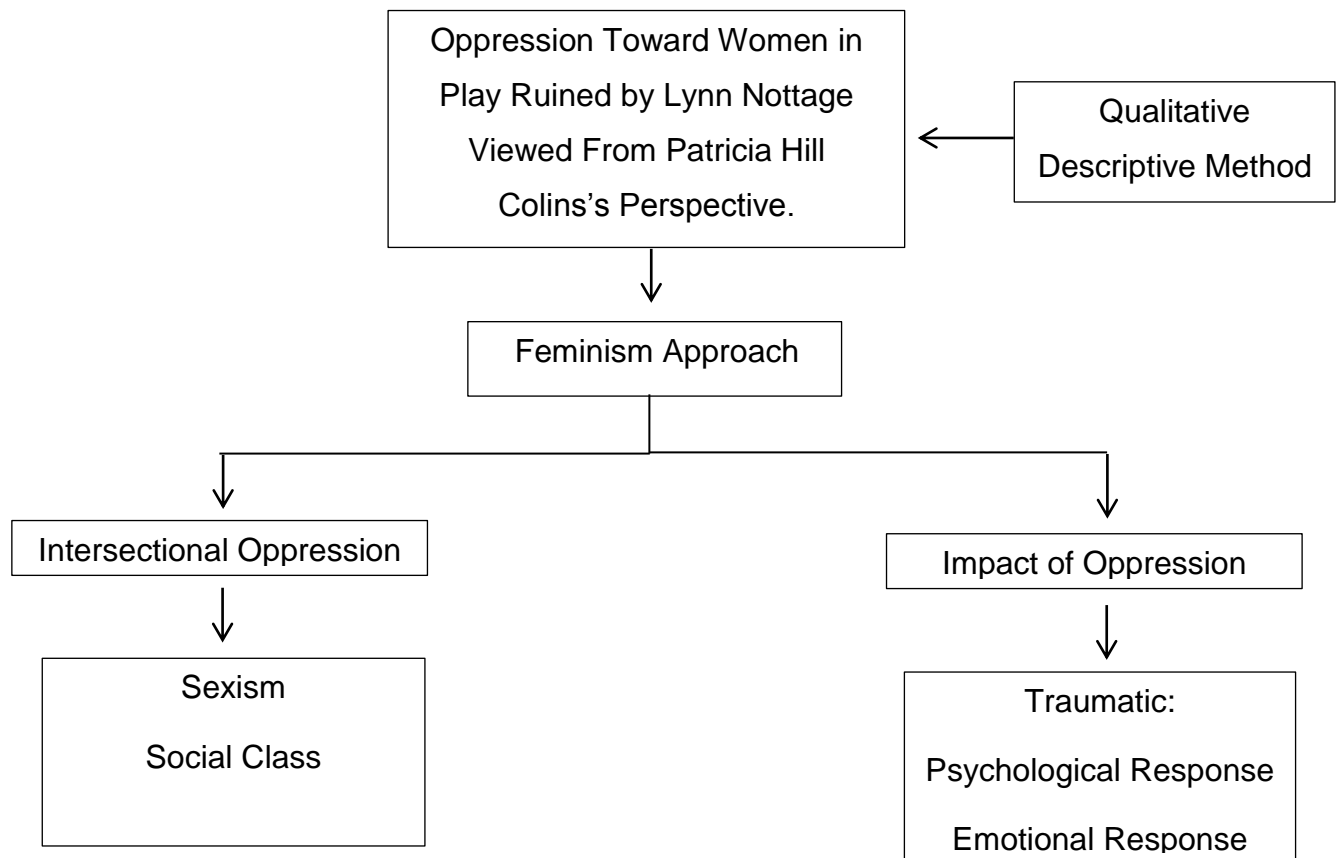 Oppression Toward Women in
Play Ruined by Lynn Nottage
Viewed From Patricia Hill
Colins's Perspective.
Qualitative
Descriptive Method
Feminism Approach
Intersectional Oppression
Impact of Oppression
Sexism
Social Class
Traumatic:
Psychological Response
Emotional Response